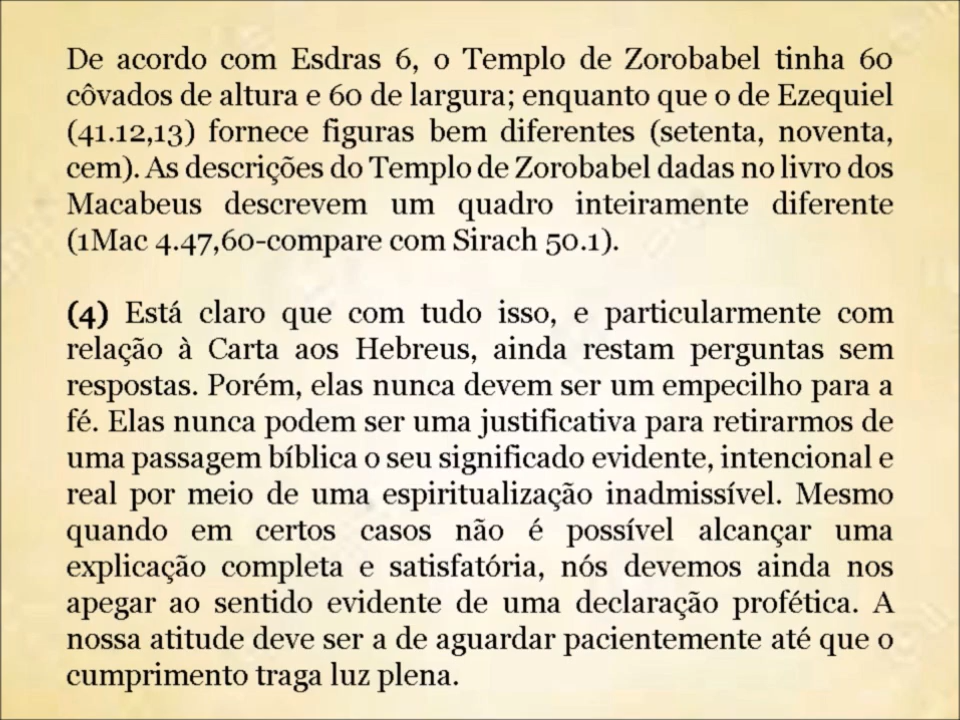 De acordo com Esdras 6, o Templo de Zorobabel tinha 60
côvados de altura e 60 de largura; enquanto que o de Ezequiel
(41.12,13) fornece figuras bem diferentes (setenta, noventa,
cem). As descrições do Templo de Zorobabel dadas no livro dos
Macabeus descrevem um quadro inteiramente diferente
(1Mac 4.47,60-compare com Sirach 50.1).
(4) Está claro que com tudo isso, e particularmente com
relação à Carta aos Hebreus, ainda restam perguntas sem
respostas. Porém, elas nunca devem ser um empecilho para a
fé. Elas nunca podem ser uma justificativa para retirarmos de
uma passagem bíblica o seu significado evidente, intencional e
real por meio de uma espiritualização inadmissível. Mesmo
quando em certos casos não é possível alcançar uma
explicação completa e satisfatória, nós devemos ainda nos
apegar ao sentido evidente de uma declaração profética. A
nossa atitude deve ser a de aguardar pacientemente até que o
cumprimento traga luz plena.